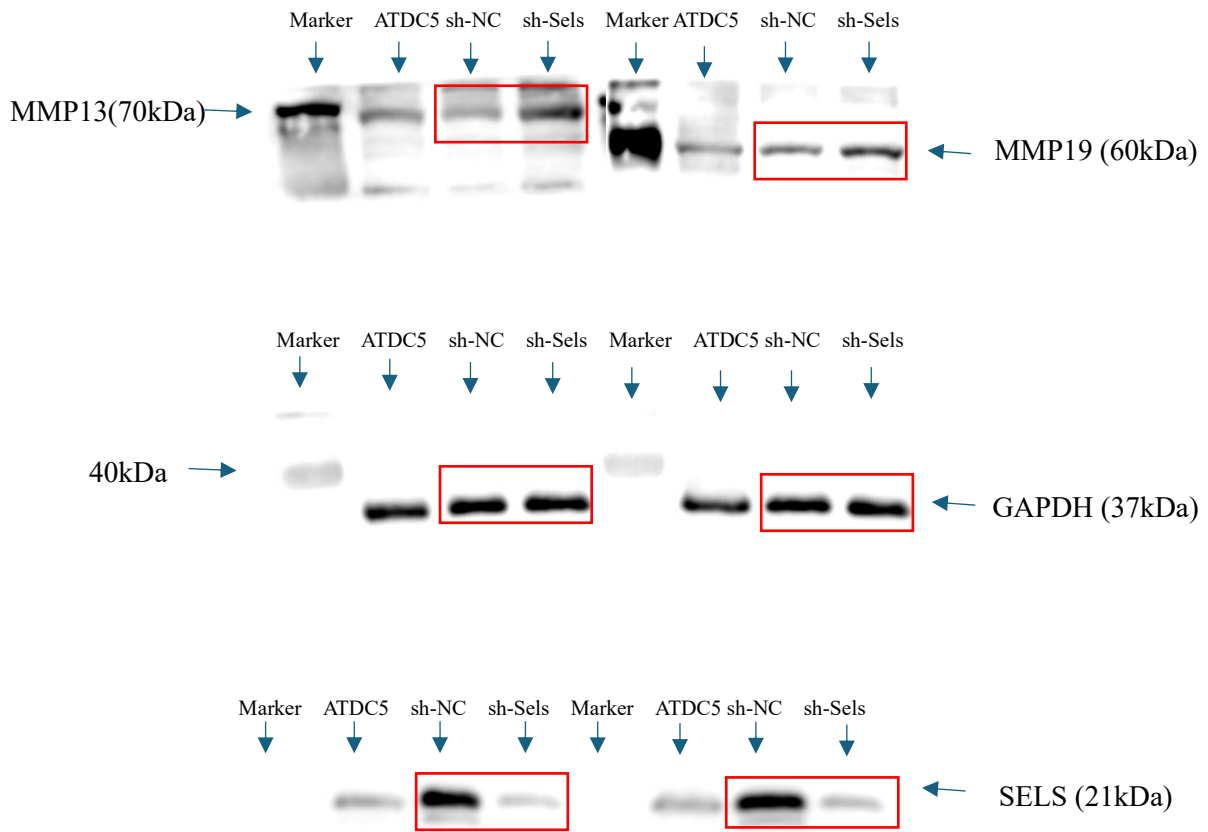 Marker ATDC5 sh-NC sh-Sels Marker ATDC5 sh-NC sh-Sels
MMP13(70kDa)
MMP19 (60kDa)
Marker ATDC5 sh-NC sh-Sels Marker ATDC5 sh-NC sh-Sels
40kDa
GAPDH (37kDa)
Marker ATDC5 sh-NC sh-Sels Marker ATDC5 sh-NC sh-Sels
SELS (21kDa)